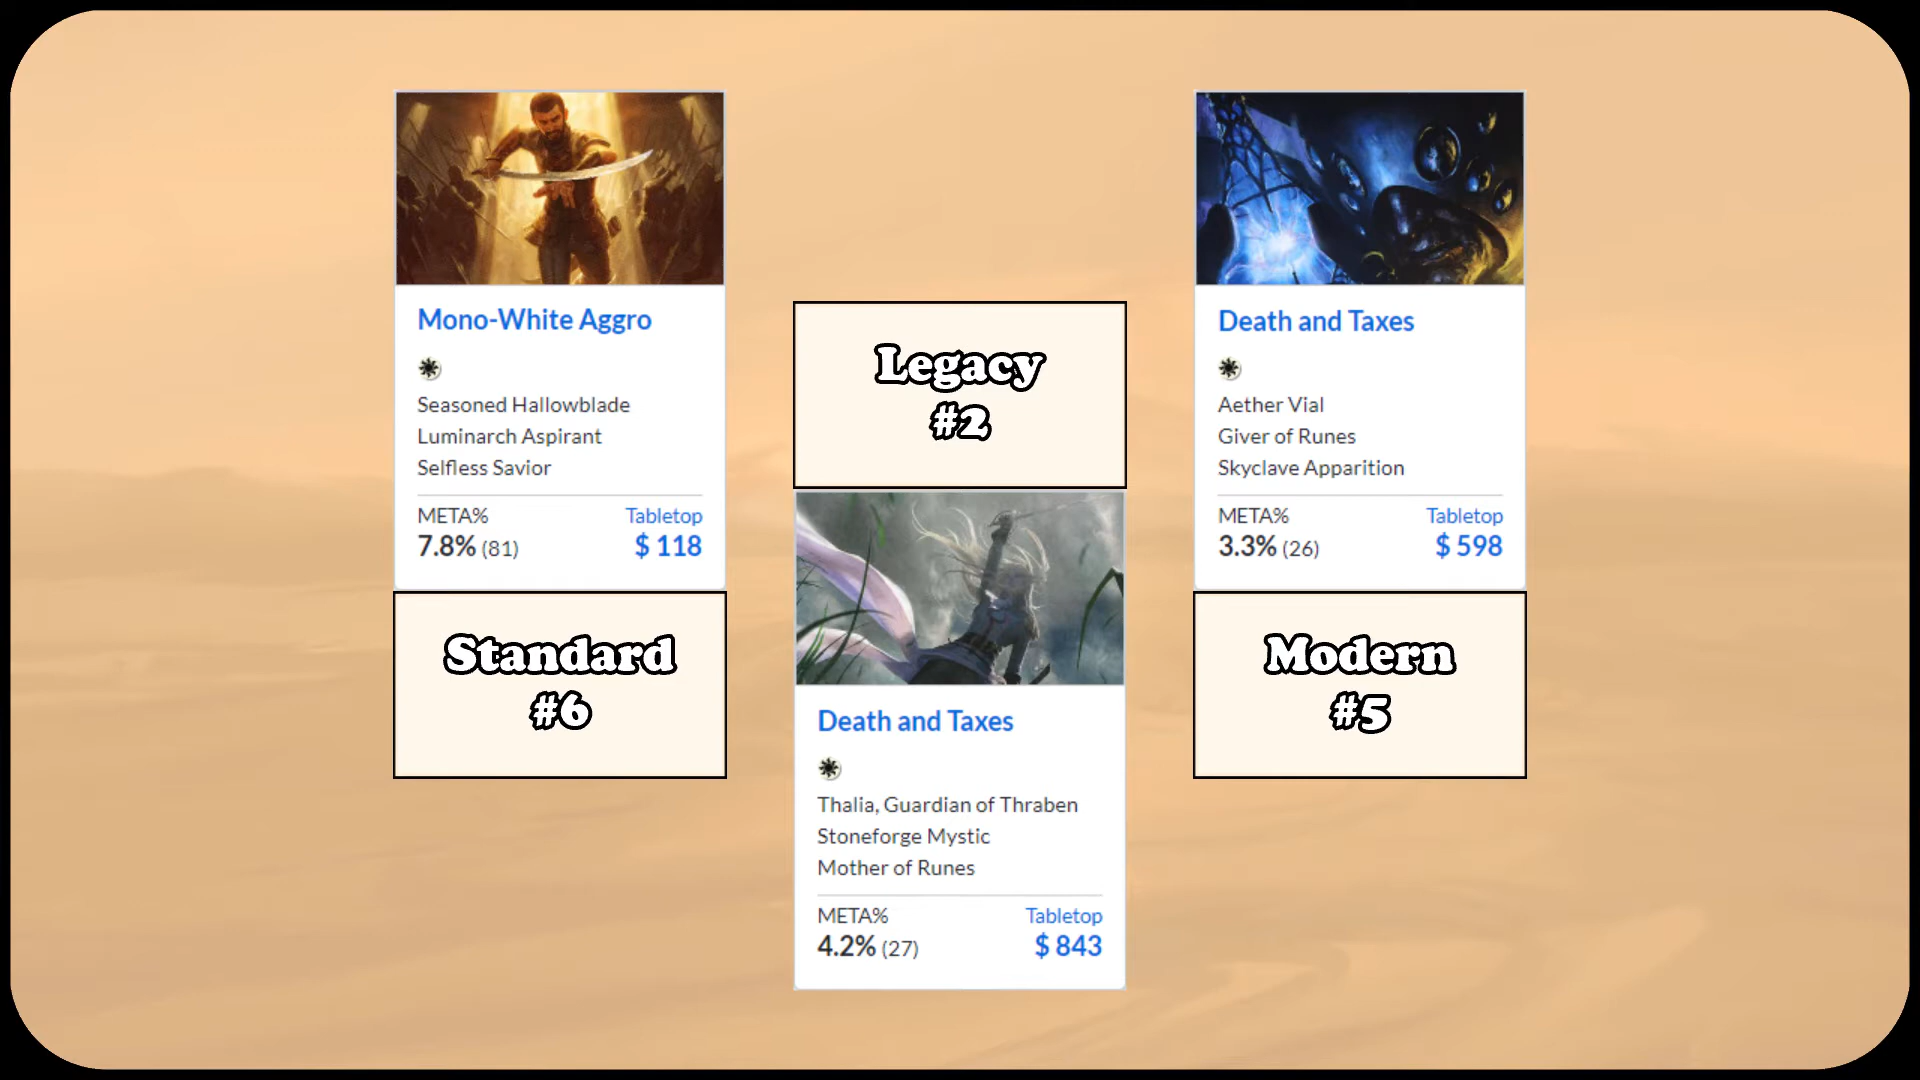 Mono-White Aggro
Seasoned Hallowblade
Luminarch Aspirant
Selfless Savior
META% Tabletop
7.8% (81) $ 118
Standard
#6
Legacy
#2
Death and Taxes
Thalia, Guardian of Thraben
Stoneforge Mystic
Mother of Runes
META% Tabletop
4.2% (27) $ 843
Death and Taxes
Aether Vial
Giver of Runes
Skyclave Apparition
META% Tabletop
3.3% (26) $ 598
Modern
#5